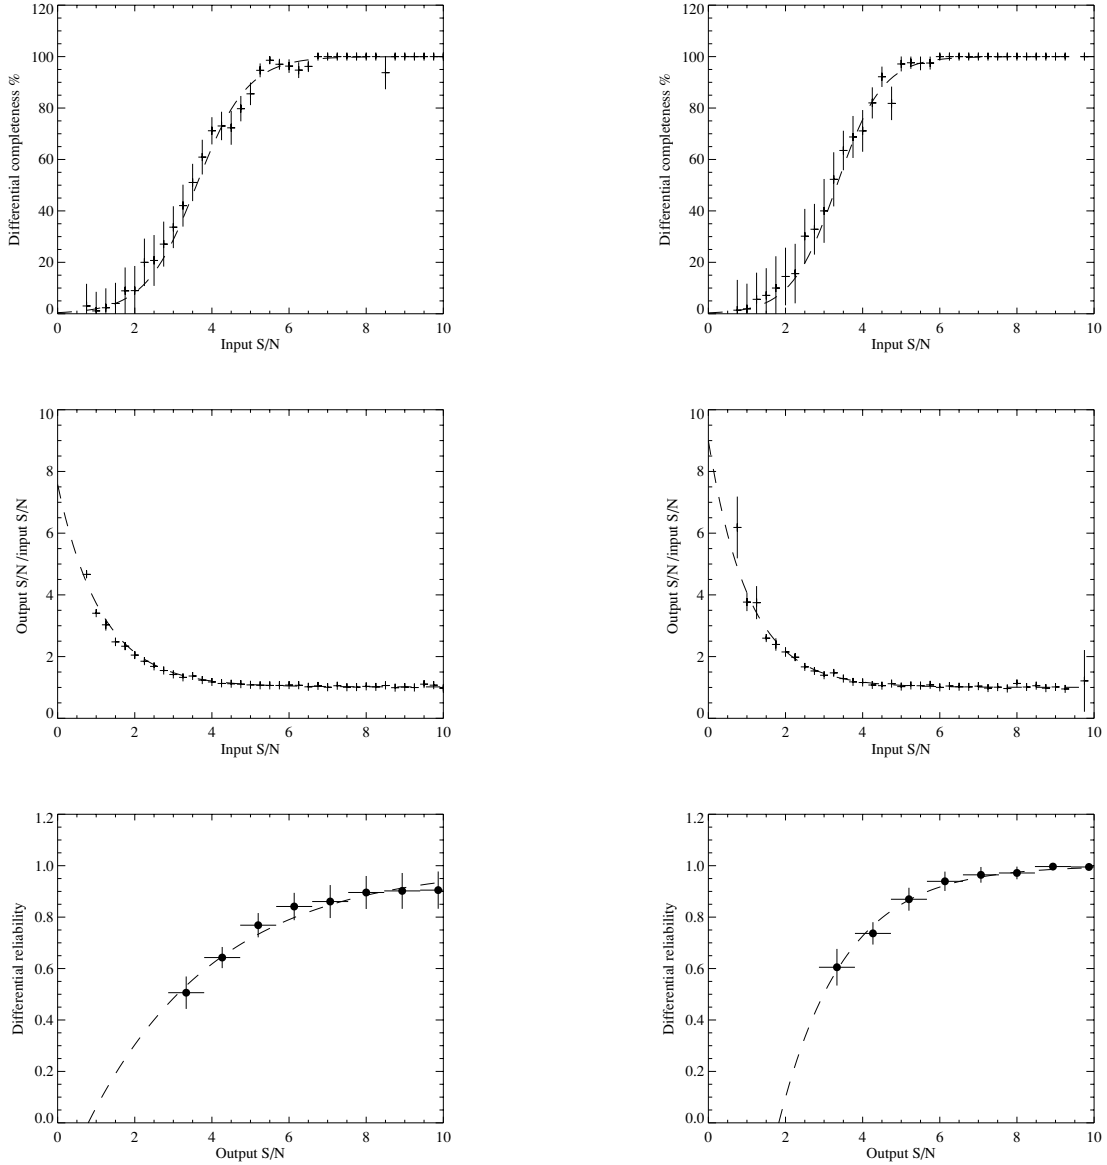 120
100
80
60
40
20
0
Differential completeness %
0 2 4 6 8 10
Input S/N
120
100
80
60
40
20
0
Differential completeness %
0 2 4 6 8 10
Input S/N
10
8
6
4
2
0
Output S/N /input S/N
0 2 4 6 8 10
Input S/N
10
8
6
4
2
0
Output S/N /input S/N
0 2 4 6 8 10
Input S/N
1.2
1.0
0.8
0.6
0.4
0.2
0.0
Differential reliability
0 2 4 6 8 10
Output S/N
1.2
1.0
0.8
0.6
0.4
0.2
0.0
Differential reliability
0 2 4 6 8 10
Output S/N